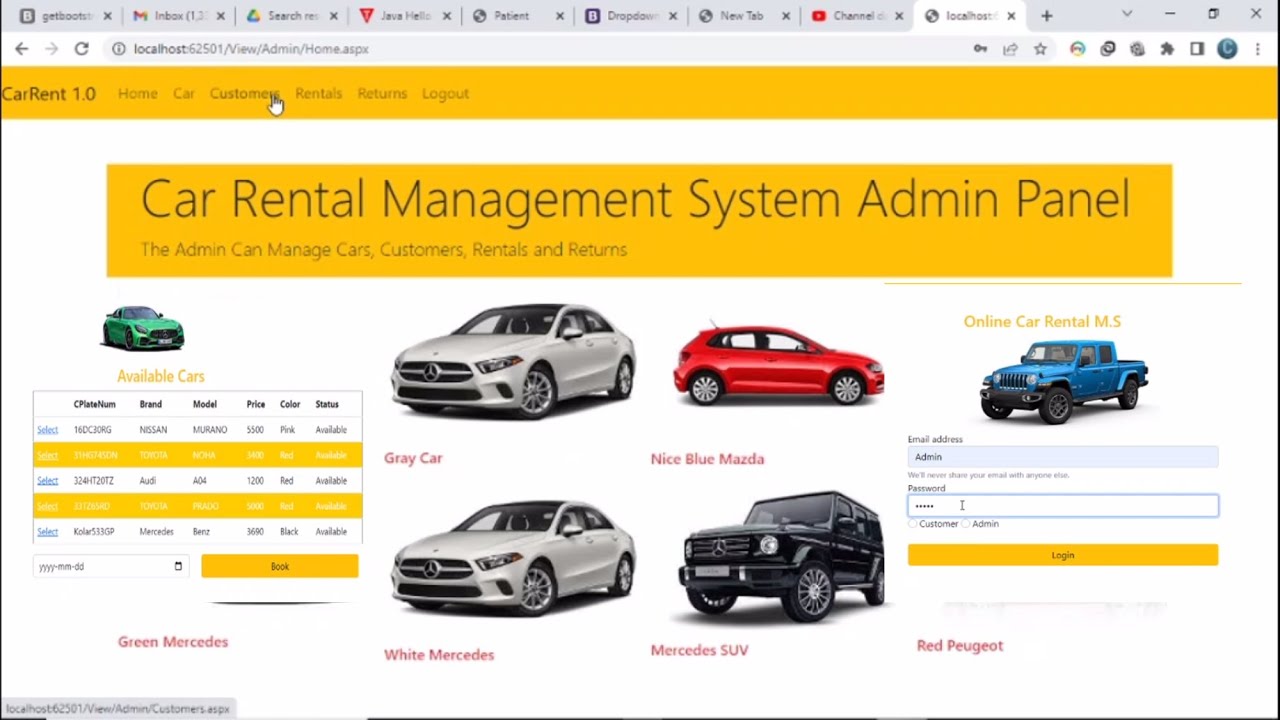 getbootst
Inbox (1,3
Search res
Java Hello
Patient
Dropdown
New Tab
Channel d
localhost:6
localhost:62501/View/Admin/Home.aspx
CarRent 1.0 Home Car Customers Rentals Returns Logout
Car Rental Management System Admin Panel
The Admin Can Manage Cars, Customers, Rentals and Returns
Available Cars
CPlateNum Brand Model Price Color Status
Select 16DC30RG NISSAN MURANO 5500 Pink Available
Select 31HG745DN TOYOTA NOHA 3400 Red Available
Select 324HT20TZ Audi A04 1200 Red Available
Select 33TZ65RD TOYOTA PRADO 5000 Red Available
Select Kolar533GP Mercedes Benz 3690 Black Available
yyyy-mm-dd Book
Green Mercedes
Gray Car
Nice Blue Mazda
White Mercedes
Mercedes SUV
Online Car Rental M.S
Email address
Admin
We'll never share your email with anyone else.
Password
•••••
Customer Admin
Login
Red Peugeot
localhost:62501/View/Admin/Customers.aspx